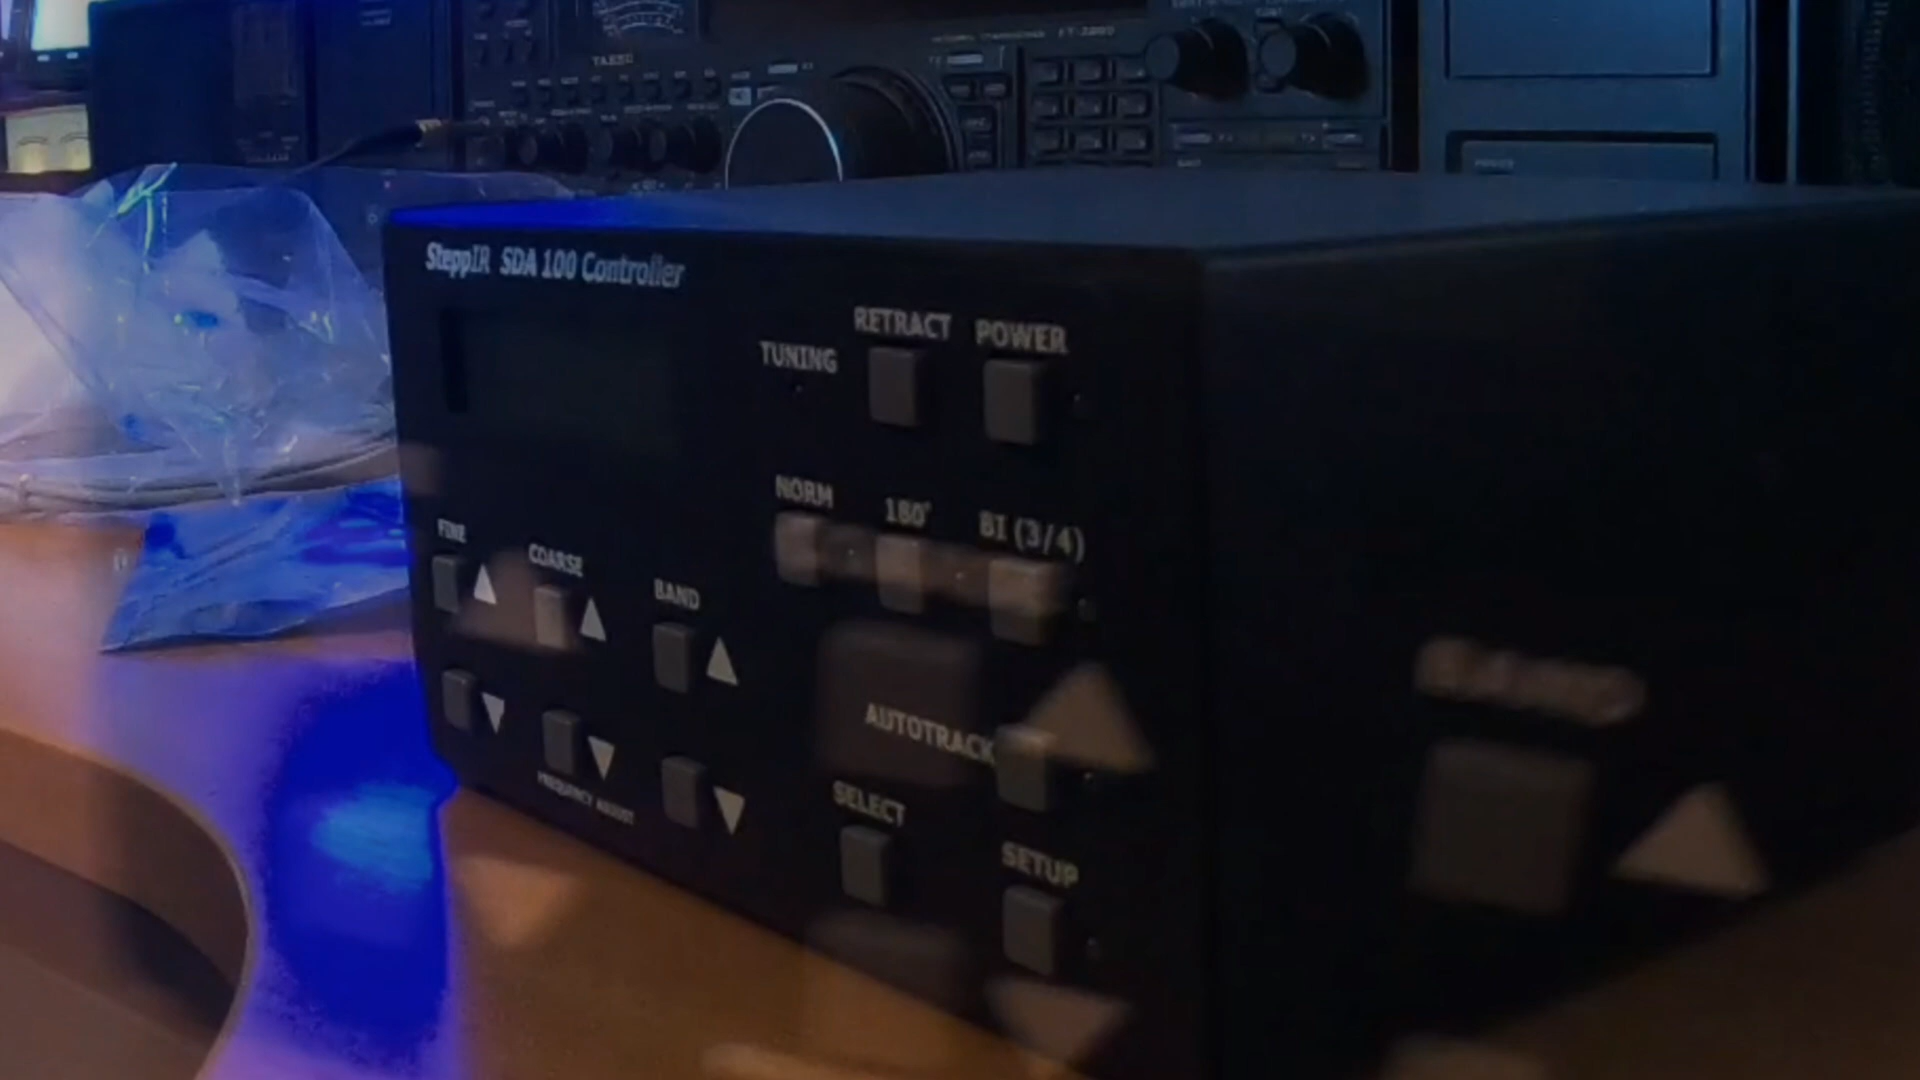 YAESU
SteppIR SDA 100 Controller
RETRACT
POWER
TUNING
NORM
180°
BI (3/4)
FINE
COARSE
BAND
AUTOTRACK
SELECT
FREQUENCY ADJUST
SETUP